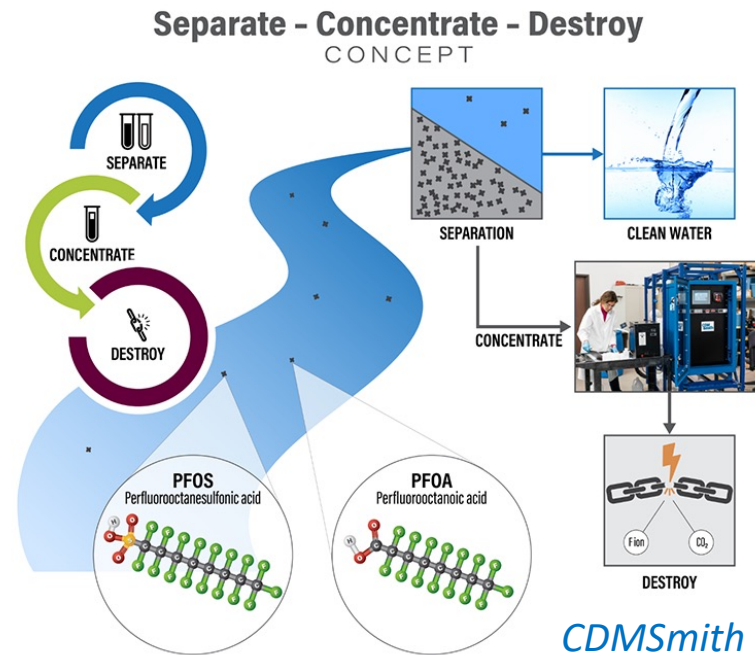 Separate – Concentrate – Destroy
CONCEPT
SEPARATE
CONCENTRATE
DESTROY
SEPARATION
CLEAN WATER
CONCENTRATE
PFOS
Perfluorooctanesulfonic acid
PFOA
Perfluorooctanoic acid
F ion
CO₂
DESTROY
CDMSmith